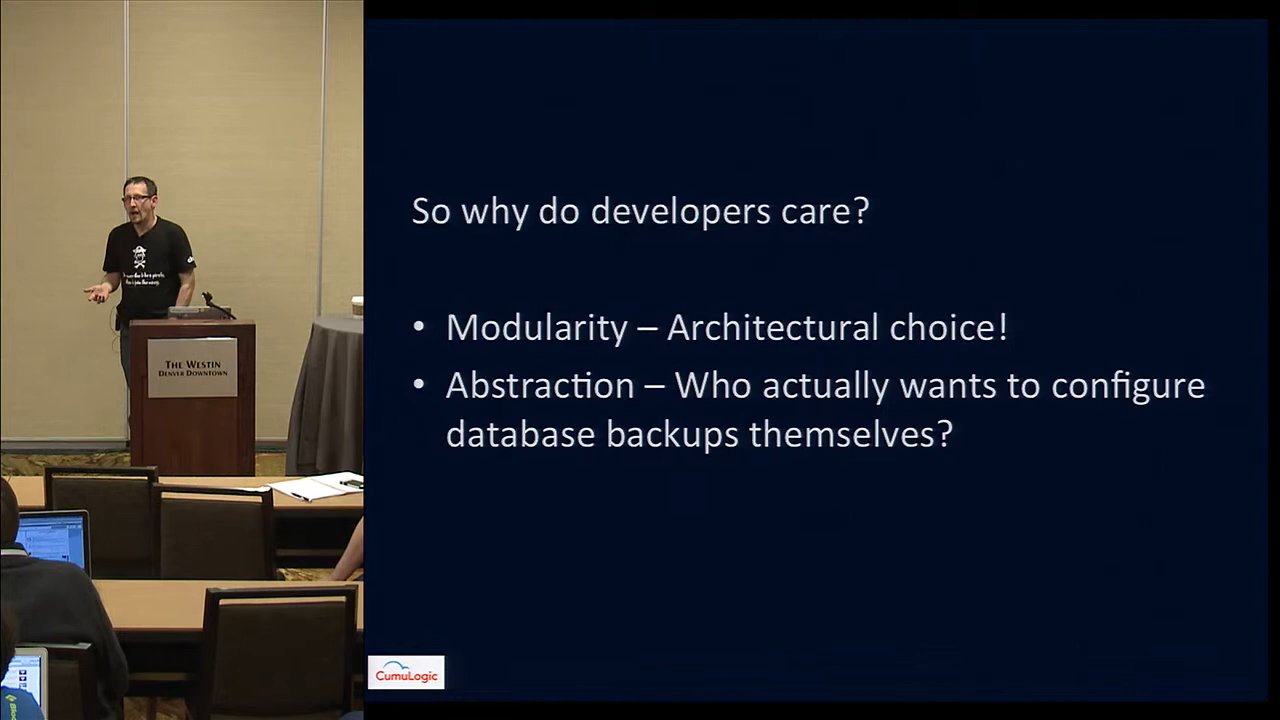 So why do developers care?
• Modularity – Architectural choice!
• Abstraction – Who actually wants to configure
database backups themselves?
THE WESTIN
DENVER DOWNTOWN
CumuLogic